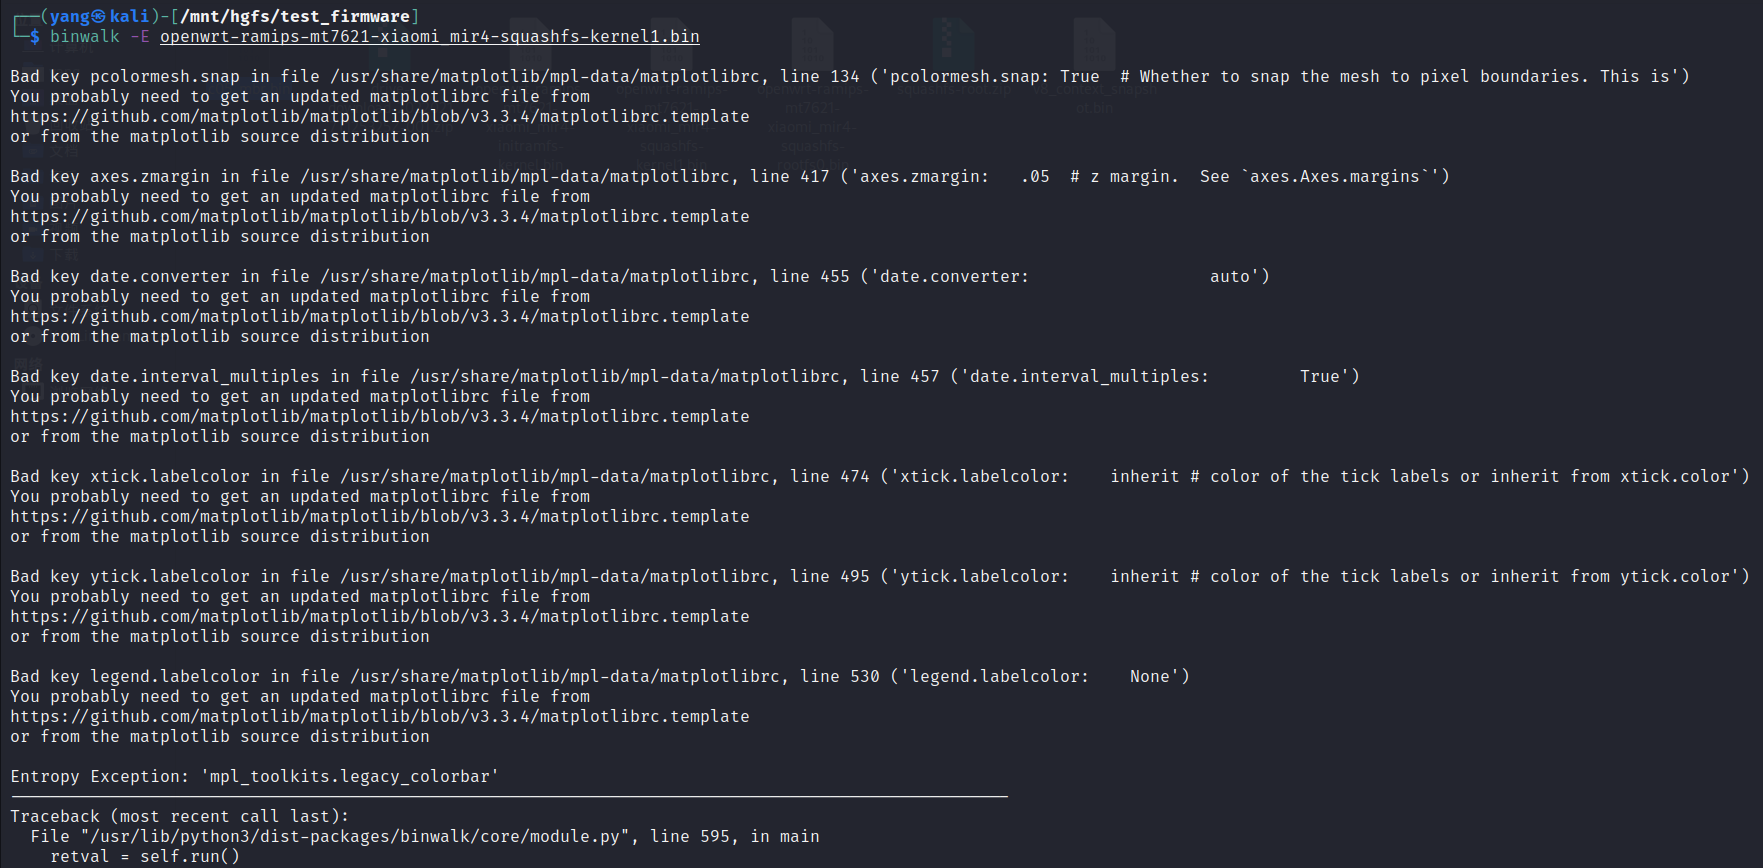 ┌──(yang㉿kali)-[/mnt/hgfs/test_firmware]
└─$ binwalk -E openwrt-ramips-mt7621-xiaomi_mir4-squashfs-kernel1.bin
Bad key pcolormesh.snap in file /usr/share/matplotlib/mpl-data/matplotlibrc, line 134 ('pcolormesh.snap: True  # Whether to snap the mesh to pixel boundaries. This is')
You probably need to get an updated matplotlibrc file from
https://github.com/matplotlib/matplotlib/blob/v3.3.4/matplotlibrc.template
or from the matplotlib source distribution
Bad key axes.zmargin in file /usr/share/matplotlib/mpl-data/matplotlibrc, line 417 ('axes.zmargin:   .05  # z margin.  See `axes.Axes.margins`')
You probably need to get an updated matplotlibrc file from
https://github.com/matplotlib/matplotlib/blob/v3.3.4/matplotlibrc.template
or from the matplotlib source distribution
Bad key date.converter in file /usr/share/matplotlib/mpl-data/matplotlibrc, line 455 ('date.converter:                  auto')
You probably need to get an updated matplotlibrc file from
https://github.com/matplotlib/matplotlib/blob/v3.3.4/matplotlibrc.template
or from the matplotlib source distribution
Bad key date.interval_multiples in file /usr/share/matplotlib/mpl-data/matplotlibrc, line 457 ('date.interval_multiples:         True')
You probably need to get an updated matplotlibrc file from
https://github.com/matplotlib/matplotlib/blob/v3.3.4/matplotlibrc.template
or from the matplotlib source distribution
Bad key xtick.labelcolor in file /usr/share/matplotlib/mpl-data/matplotlibrc, line 474 ('xtick.labelcolor:    inherit # color of the tick labels or inherit from xtick.color')
You probably need to get an updated matplotlibrc file from
https://github.com/matplotlib/matplotlib/blob/v3.3.4/matplotlibrc.template
or from the matplotlib source distribution
Bad key ytick.labelcolor in file /usr/share/matplotlib/mpl-data/matplotlibrc, line 495 ('ytick.labelcolor:    inherit # color of the tick labels or inherit from ytick.color')
You probably need to get an updated matplotlibrc file from
https://github.com/matplotlib/matplotlib/blob/v3.3.4/matplotlibrc.template
or from the matplotlib source distribution
Bad key legend.labelcolor in file /usr/share/matplotlib/mpl-data/matplotlibrc, line 530 ('legend.labelcolor:    None')
You probably need to get an updated matplotlibrc file from
https://github.com/matplotlib/matplotlib/blob/v3.3.4/matplotlibrc.template
or from the matplotlib source distribution
Entropy Exception: 'mpl_toolkits.legacy_colorbar'
Traceback (most recent call last):
  File "/usr/lib/python3/dist-packages/binwalk/core/module.py", line 595, in main
    retval = self.run()